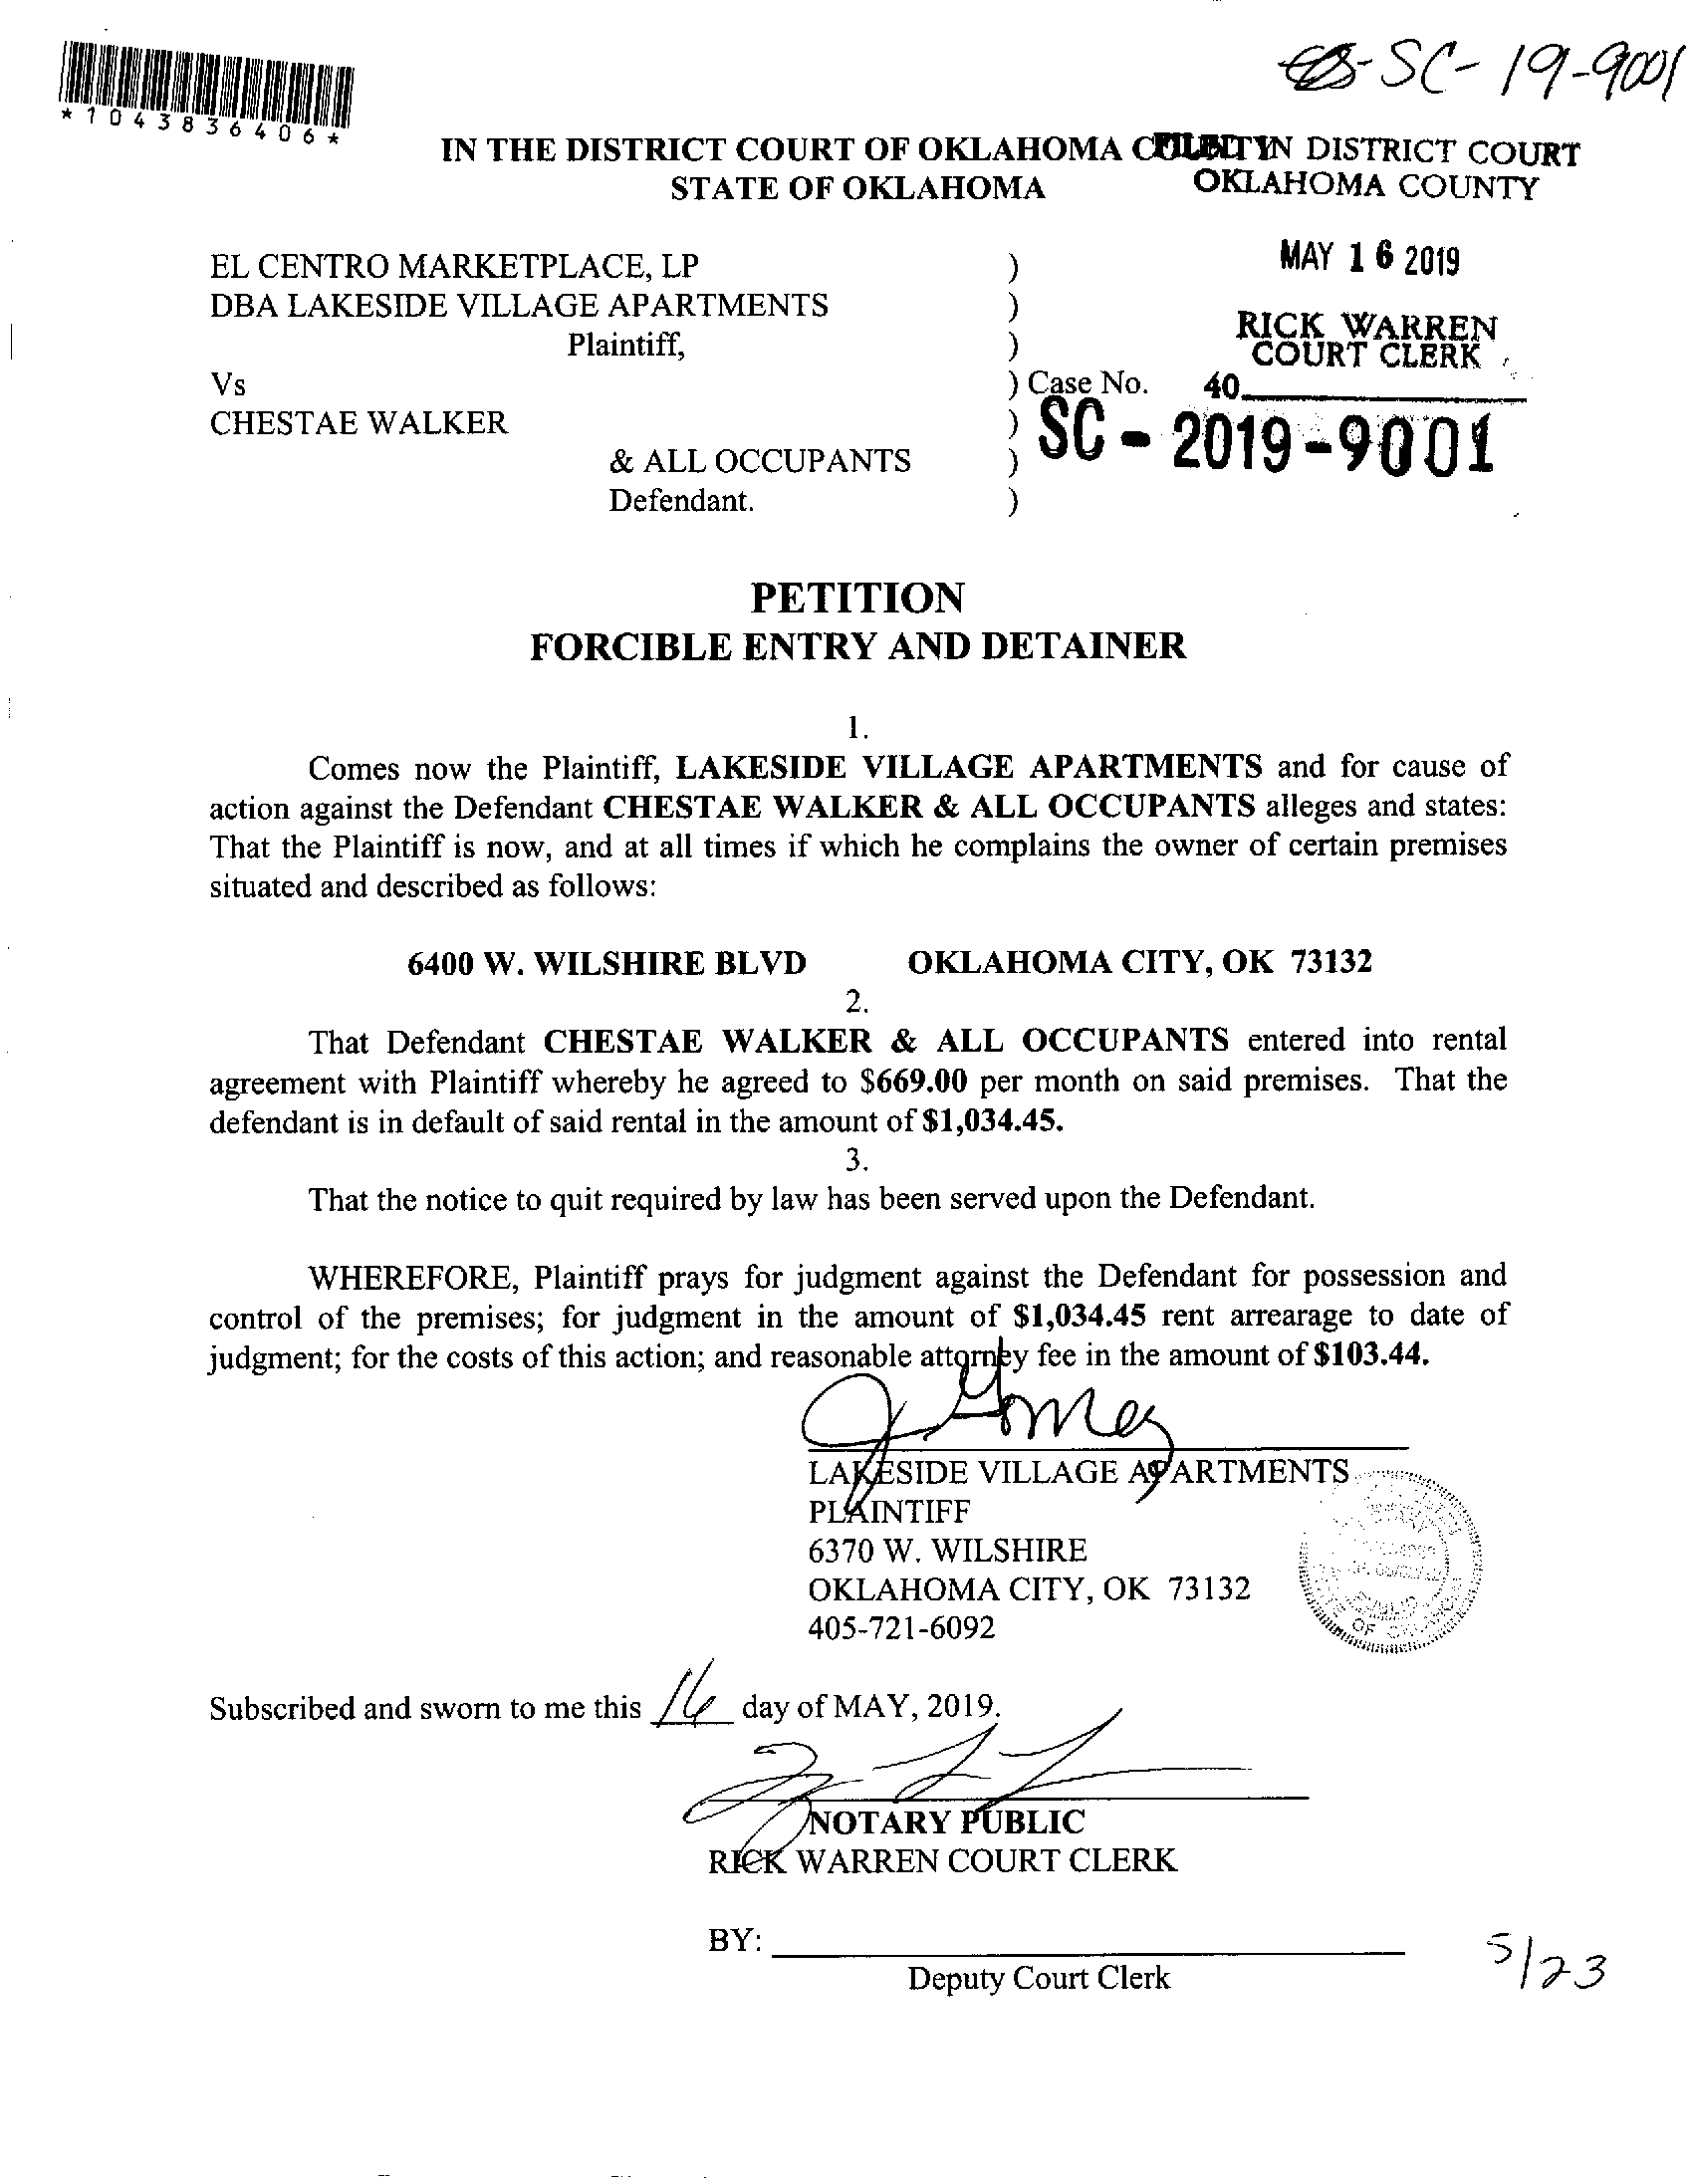 SC-19-9001
*1043836406*
IN THE DISTRICT COURT OF OKLAHOMA COUNTY
STATE OF OKLAHOMA
FILED IN DISTRICT COURT
OKLAHOMA COUNTY
MAY 16 2019
RICK WARREN
COURT CLERK
40
EL CENTRO MARKETPLACE, LP )
DBA LAKESIDE VILLAGE APARTMENTS )
Plaintiff, )
Vs ) Case No.
CHESTAE WALKER ) SC - 2019 - 9001
& ALL OCCUPANTS )
Defendant. )
PETITION
FORCIBLE ENTRY AND DETAINER
1.
Comes now the Plaintiff, LAKESIDE VILLAGE APARTMENTS and for cause of
action against the Defendant CHESTAE WALKER & ALL OCCUPANTS alleges and states:
That the Plaintiff is now, and at all times if which he complains the owner of certain premises
situated and described as follows:
6400 W. WILSHIRE BLVD OKLAHOMA CITY, OK 73132
2.
That Defendant CHESTAE WALKER & ALL OCCUPANTS entered into rental
agreement with Plaintiff whereby he agreed to $669.00 per month on said premises. That the
defendant is in default of said rental in the amount of $1,034.45.
3.
That the notice to quit required by law has been served upon the Defendant.
WHEREFORE, Plaintiff prays for judgment against the Defendant for possession and
control of the premises; for judgment in the amount of $1,034.45 rent arrearage to date of
judgment; for the costs of this action; and reasonable attorney fee in the amount of $103.44.
J Gomez
LAKESIDE VILLAGE APARTMENTS
PLAINTIFF
6370 W. WILSHIRE
OKLAHOMA CITY, OK 73132
405-721-6092
Subscribed and sworn to me this 16 day of MAY, 2019.
NOTARY PUBLIC
RICK WARREN COURT CLERK
BY:
Deputy Court Clerk
5/23